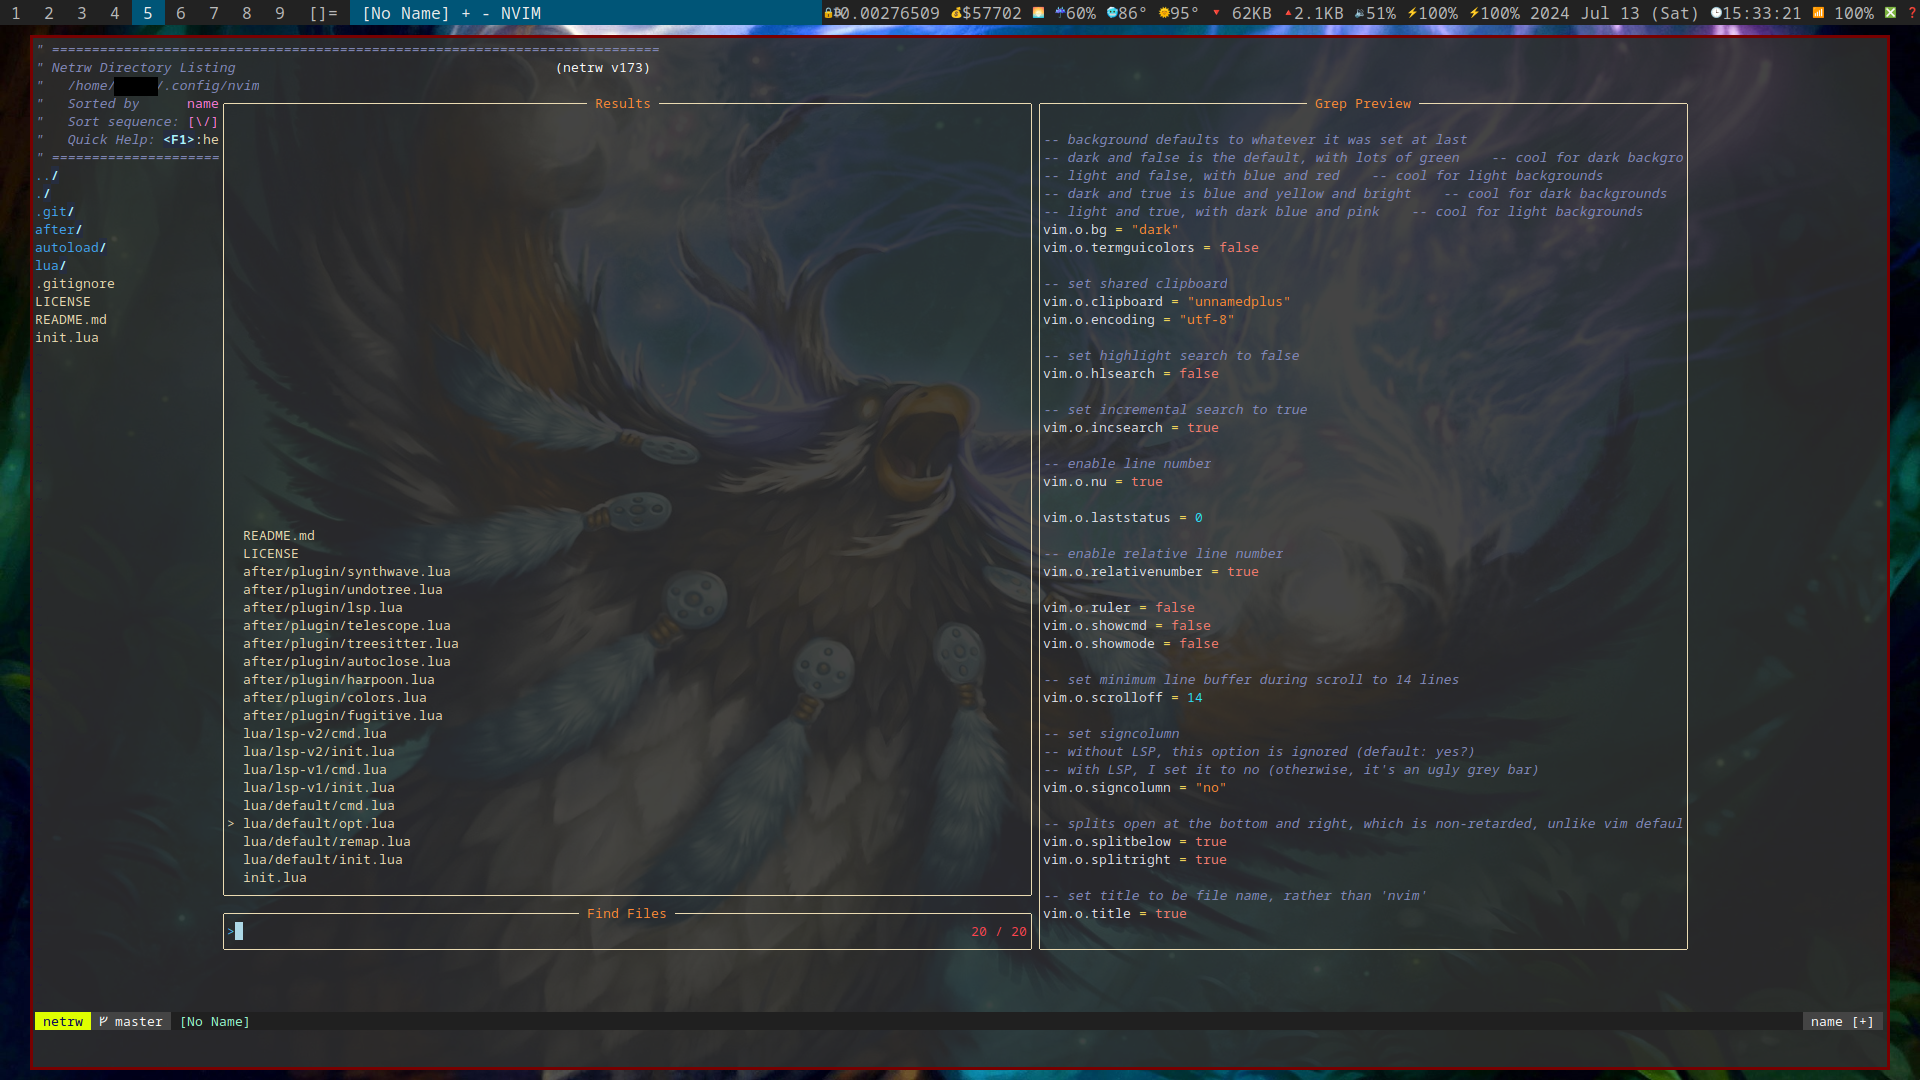 1 2 3 4 5 6 7 8 9 []= [No Name] + - NVIM 0.00276509 $57702 60% 86° 95° 62KB 2.1KB 51% 100% 100% 2024 Jul 13 (Sat) 15:33:21 100%
" ============================================================================
" Netrw Directory Listing (netrw v173)
" /home/ /.config/nvim
" Sorted by name
" Sort sequence: [\/]
" Quick Help: <F1>:he
" =====================
../
./
.git/
after/
autoload/
lua/
.gitignore
LICENSE
README.md
init.lua
Results
README.md
LICENSE
after/plugin/synthwave.lua
after/plugin/undotree.lua
after/plugin/lsp.lua
after/plugin/telescope.lua
after/plugin/treesitter.lua
after/plugin/autoclose.lua
after/plugin/harpoon.lua
after/plugin/colors.lua
after/plugin/fugitive.lua
lua/lsp-v2/cmd.lua
lua/lsp-v2/init.lua
lua/lsp-v1/cmd.lua
lua/lsp-v1/init.lua
lua/default/cmd.lua
> lua/default/opt.lua
lua/default/remap.lua
lua/default/init.lua
init.lua
Find Files
> 20 / 20
Grep Preview
-- background defaults to whatever it was set at last
-- dark and false is the default, with lots of green    -- cool for dark backgro
-- light and false, with blue and red    -- cool for light backgrounds
-- dark and true is blue and yellow and bright    -- cool for dark backgrounds
-- light and true, with dark blue and pink    -- cool for light backgrounds
vim.o.bg = "dark"
vim.o.termguicolors = false
-- set shared clipboard
vim.o.clipboard = "unnamedplus"
vim.o.encoding = "utf-8"
-- set highlight search to false
vim.o.hlsearch = false
-- set incremental search to true
vim.o.incsearch = true
-- enable line number
vim.o.nu = true
vim.o.laststatus = 0
-- enable relative line number
vim.o.relativenumber = true
vim.o.ruler = false
vim.o.showcmd = false
vim.o.showmode = false
-- set minimum line buffer during scroll to 14 lines
vim.o.scrolloff = 14
-- set signcolumn
-- without LSP, this option is ignored (default: yes?)
-- with LSP, I set it to no (otherwise, it's an ugly grey bar)
vim.o.signcolumn = "no"
-- splits open at the bottom and right, which is non-retarded, unlike vim defaul
vim.o.splitbelow = true
vim.o.splitright = true
-- set title to be file name, rather than 'nvim'
vim.o.title = true
netrw master [No Name] name [+]